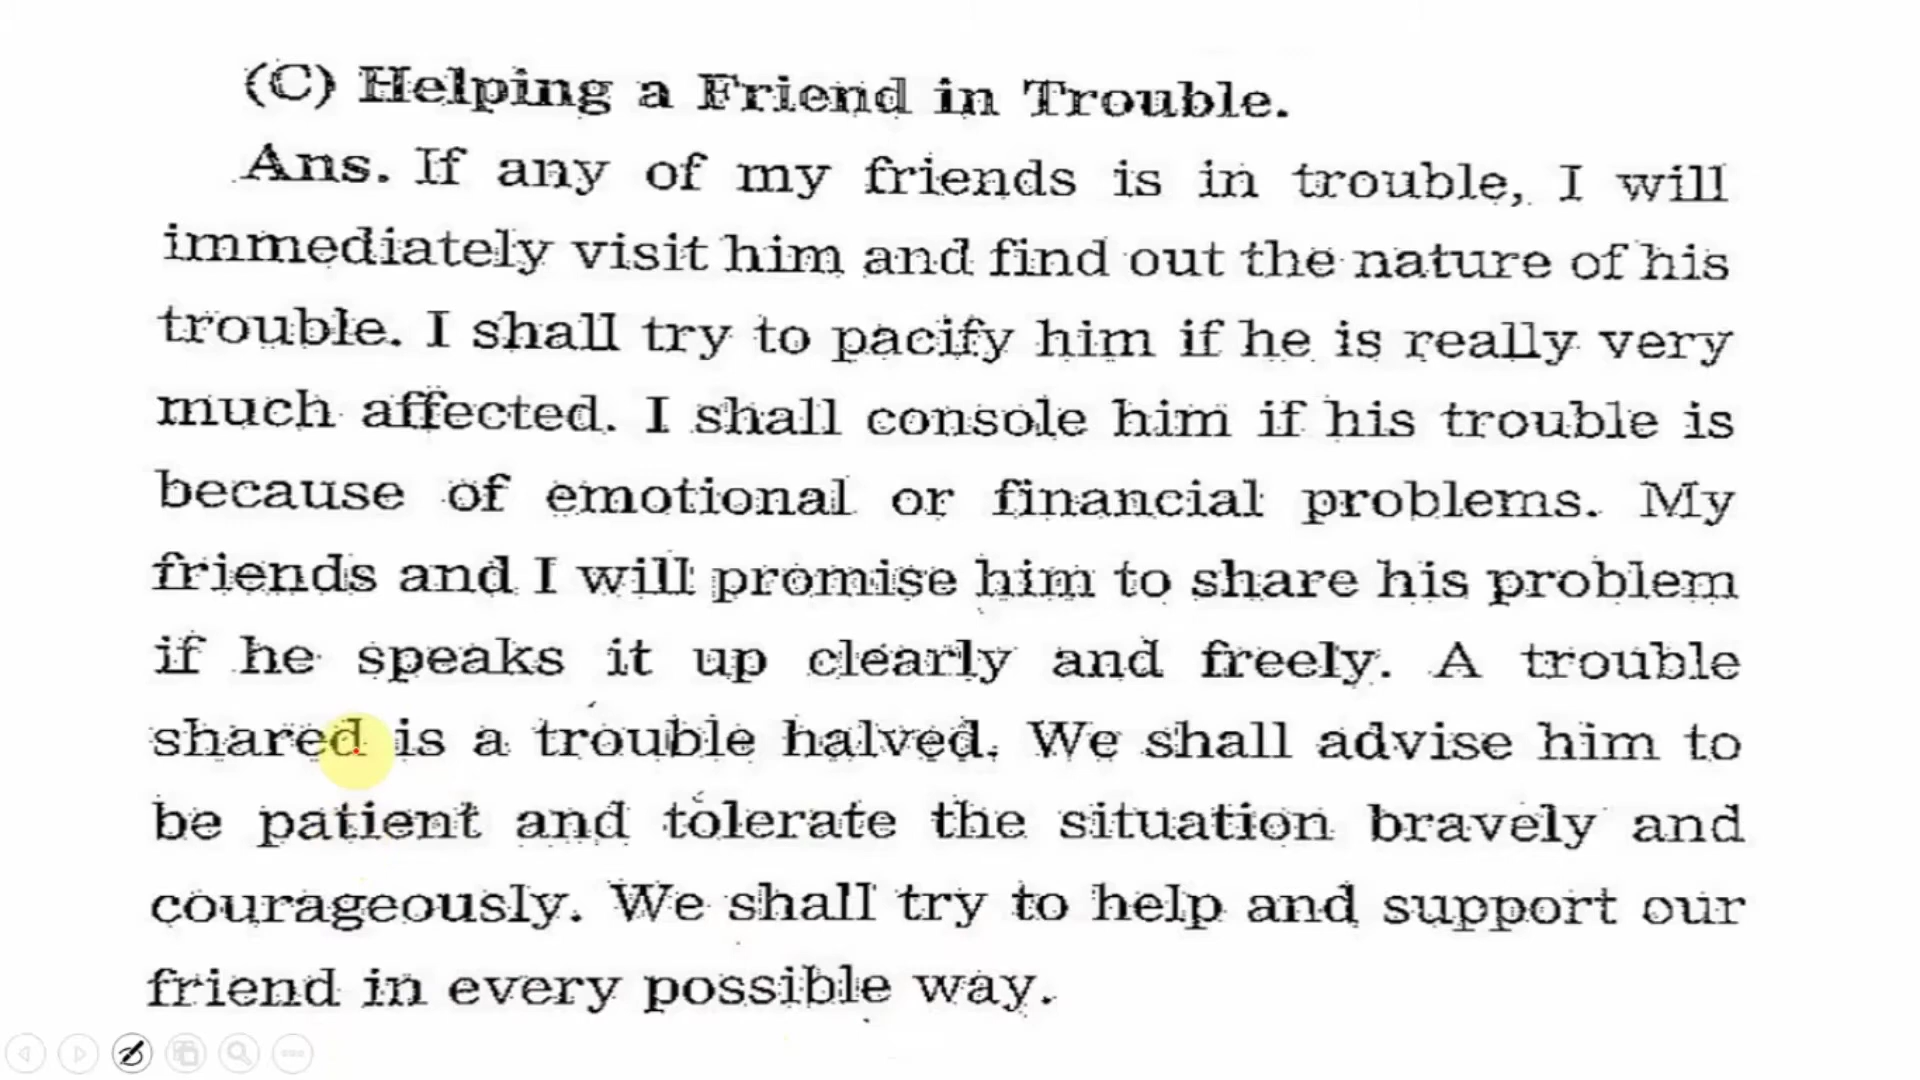 (C) Helping a Friend in Trouble.
Ans. If any of my friends is in trouble, I will
immediately visit him and find out the nature of his
trouble. I shall try to pacify him if he is really very
much affected. I shall console him if his trouble is
because of emotional or financial problems. My
friends and I will promise him to share his problem
if he speaks it up clearly and freely. A trouble
shared is a trouble halved. We shall advise him to
be patient and tolerate the situation bravely and
courageously. We shall try to help and support our
friend in every possible way.